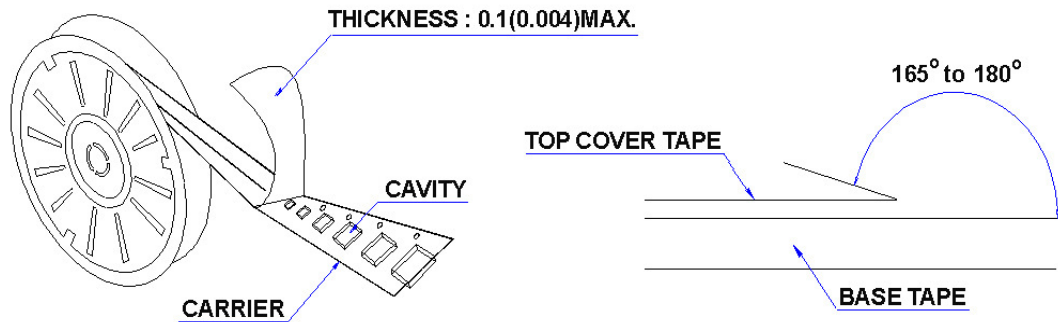 THICKNESS : 0.1(0.004)MAX.
165° to 180°
TOP COVER TAPE
CAVITY
CARRIER
BASE TAPE